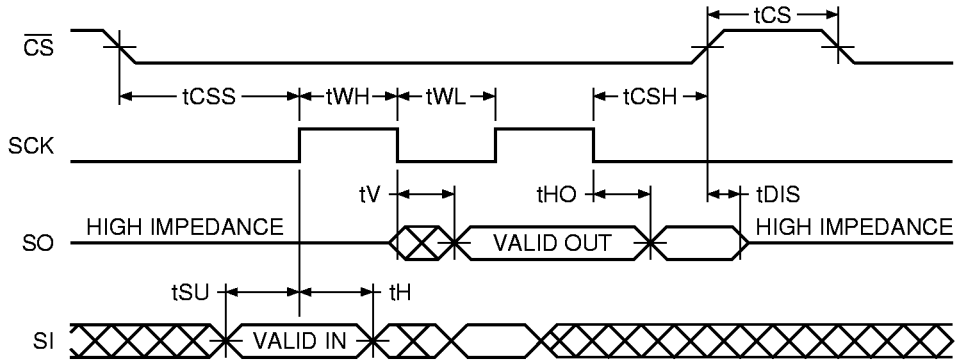 tCS
C̅S̅
tCSS tWH tWL tCSH
SCK
tV tHO tDIS
HIGH IMPEDANCE HIGH IMPEDANCE
SO VALID OUT
tSU tH
SI VALID IN